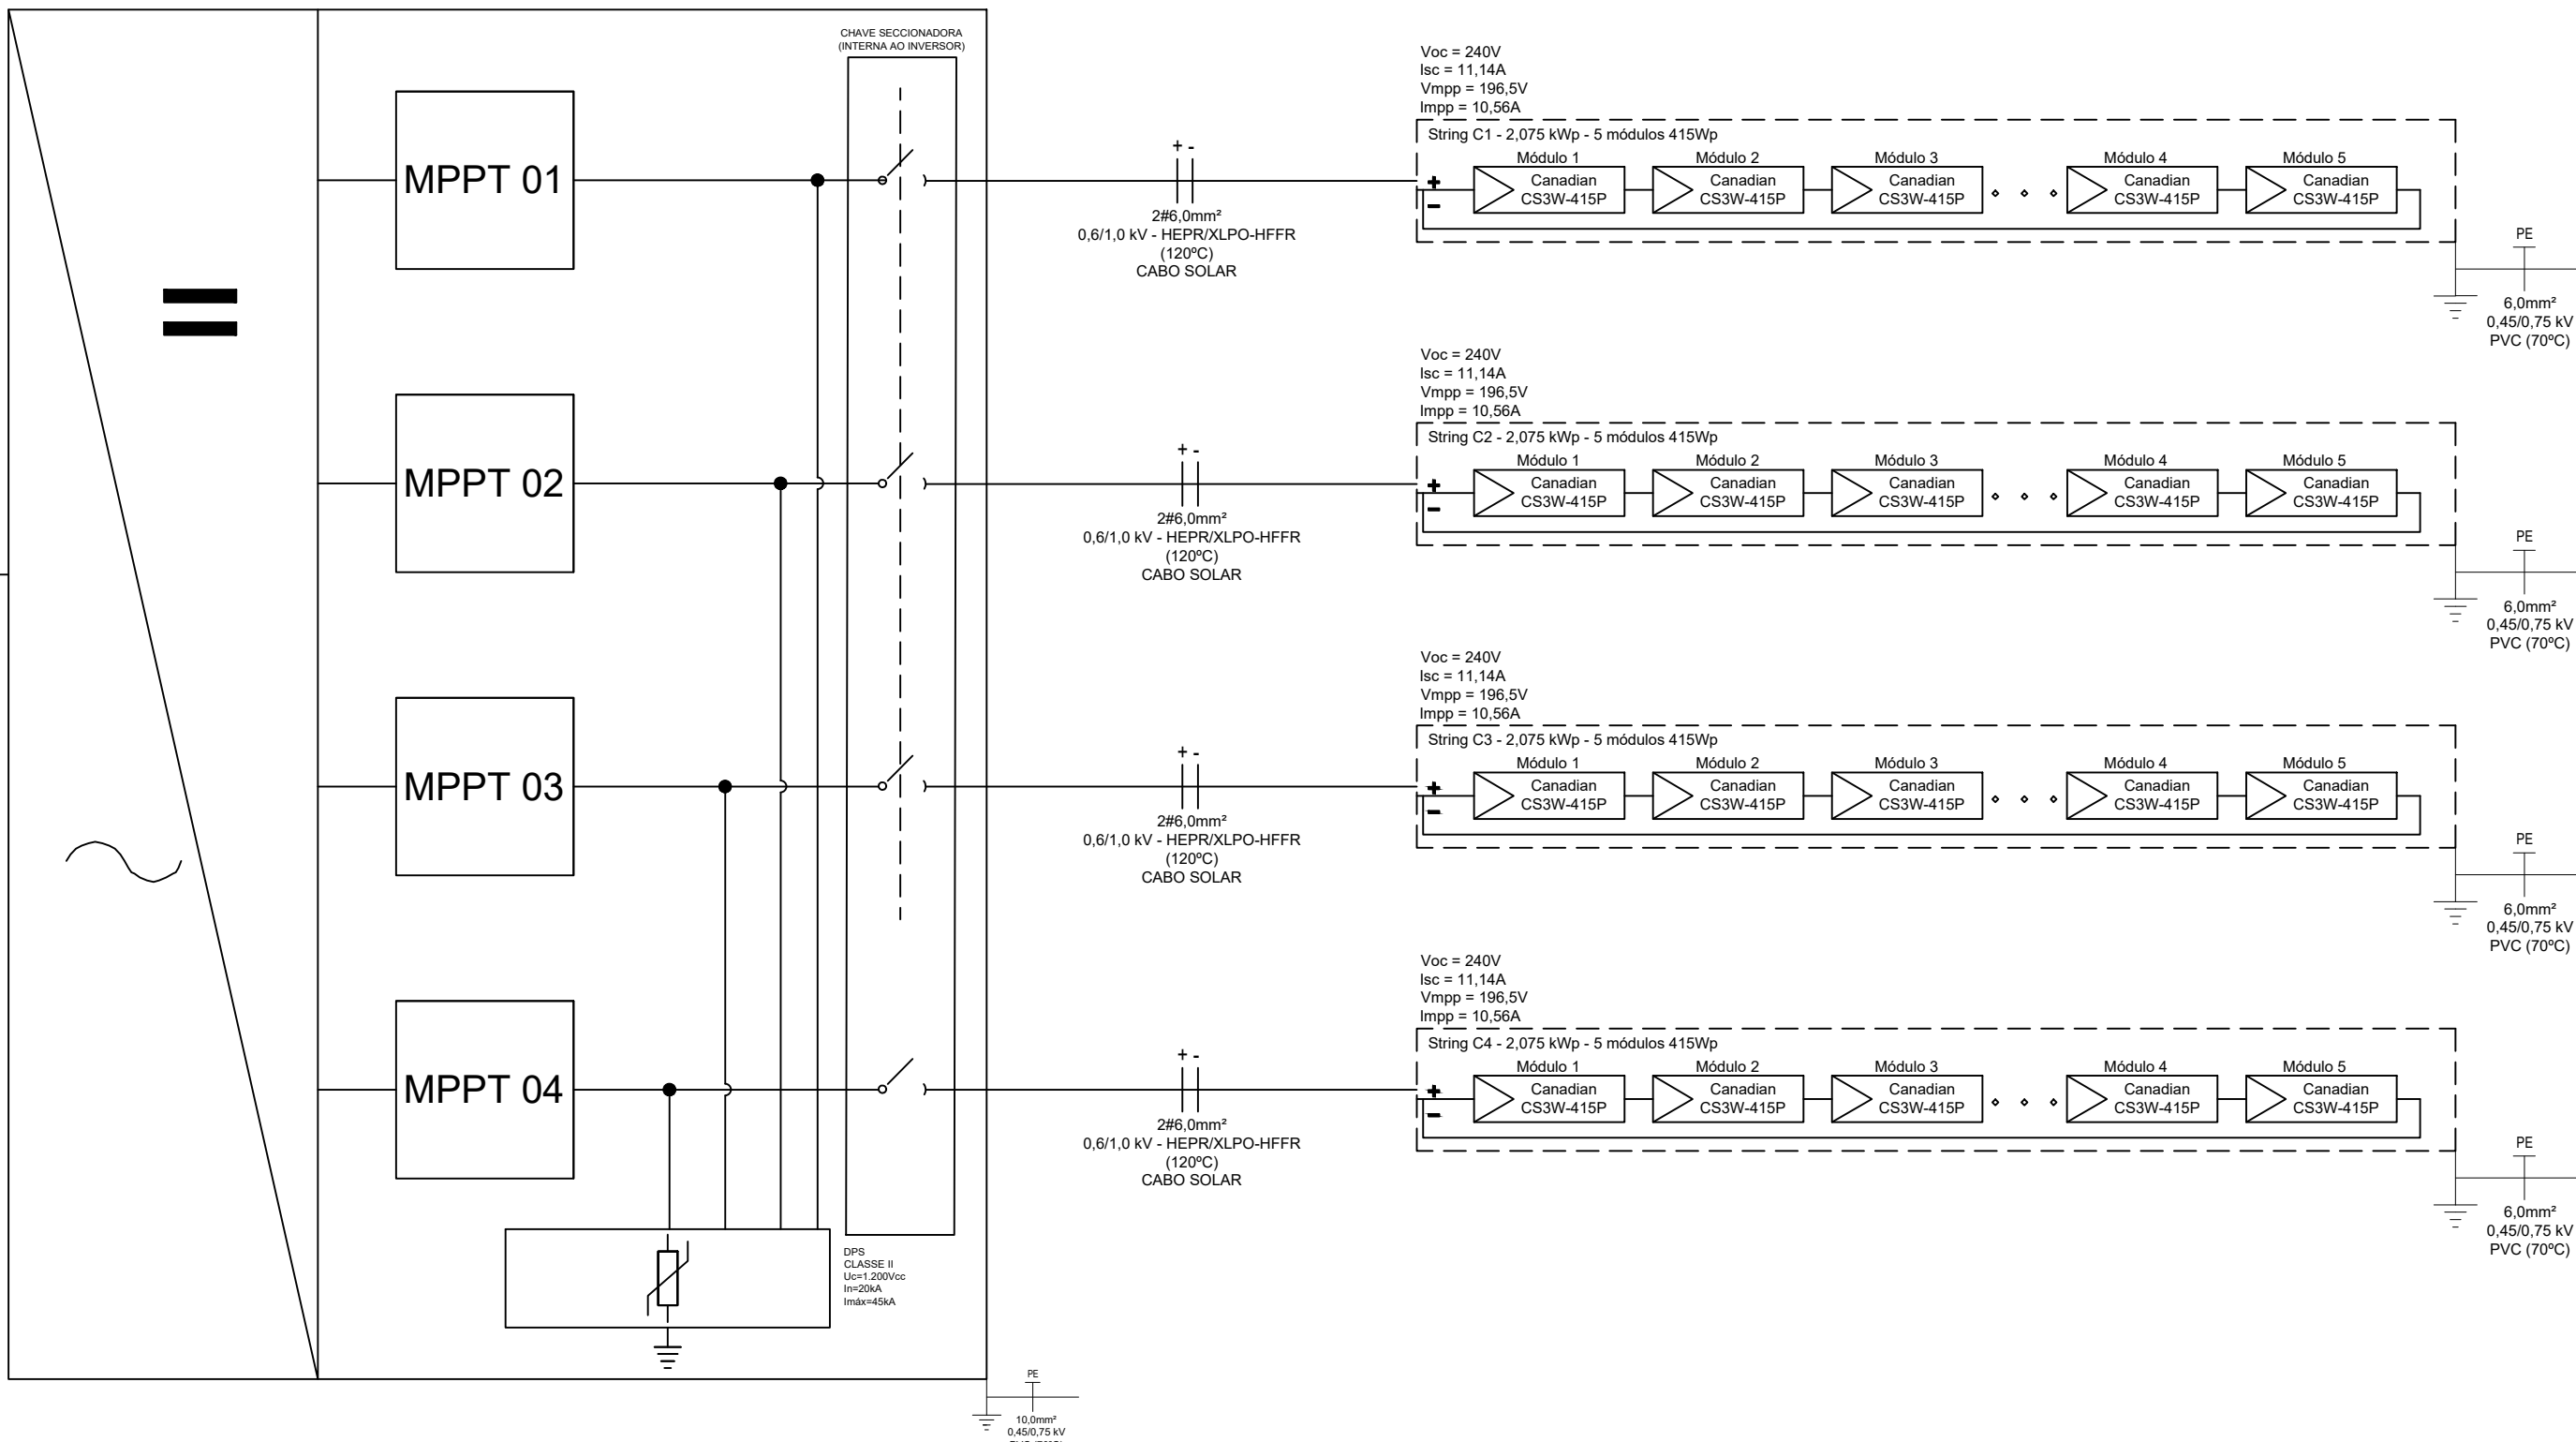 CHAVE SECCIONADORA
(INTERNA AO INVERSOR)
MPPT 01
+ -
2#6,0mm²
0,6/1,0 kV - HEPR/XLPO-HFFR
(120ºC)
CABO SOLAR
Voc = 240V
Isc = 11,14A
Vmpp = 196,5V
Impp = 10,56A
String C1 - 2,075 kWp - 5 módulos 415Wp
Módulo 1 Módulo 2 Módulo 3 Módulo 4 Módulo 5
+ Canadian Canadian Canadian Canadian Canadian
- CS3W-415P CS3W-415P CS3W-415P CS3W-415P CS3W-415P
PE
6,0mm²
0,45/0,75 kV
PVC (70ºC)
MPPT 02
+ -
2#6,0mm²
0,6/1,0 kV - HEPR/XLPO-HFFR
(120ºC)
CABO SOLAR
Voc = 240V
Isc = 11,14A
Vmpp = 196,5V
Impp = 10,56A
String C2 - 2,075 kWp - 5 módulos 415Wp
Módulo 1 Módulo 2 Módulo 3 Módulo 4 Módulo 5
+ Canadian Canadian Canadian Canadian Canadian
- CS3W-415P CS3W-415P CS3W-415P CS3W-415P CS3W-415P
PE
6,0mm²
0,45/0,75 kV
PVC (70ºC)
MPPT 03
+ -
2#6,0mm²
0,6/1,0 kV - HEPR/XLPO-HFFR
(120ºC)
CABO SOLAR
Voc = 240V
Isc = 11,14A
Vmpp = 196,5V
Impp = 10,56A
String C3 - 2,075 kWp - 5 módulos 415Wp
Módulo 1 Módulo 2 Módulo 3 Módulo 4 Módulo 5
+ Canadian Canadian Canadian Canadian Canadian
- CS3W-415P CS3W-415P CS3W-415P CS3W-415P CS3W-415P
PE
6,0mm²
0,45/0,75 kV
PVC (70ºC)
MPPT 04
+ -
2#6,0mm²
0,6/1,0 kV - HEPR/XLPO-HFFR
(120ºC)
CABO SOLAR
Voc = 240V
Isc = 11,14A
Vmpp = 196,5V
Impp = 10,56A
String C4 - 2,075 kWp - 5 módulos 415Wp
Módulo 1 Módulo 2 Módulo 3 Módulo 4 Módulo 5
+ Canadian Canadian Canadian Canadian Canadian
- CS3W-415P CS3W-415P CS3W-415P CS3W-415P CS3W-415P
PE
6,0mm²
0,45/0,75 kV
PVC (70ºC)
DPS
CLASSE II
Uc=1.200Vcc
In=20kA
Imáx=45kA
PE
10,0mm²
0,45/0,75 kV